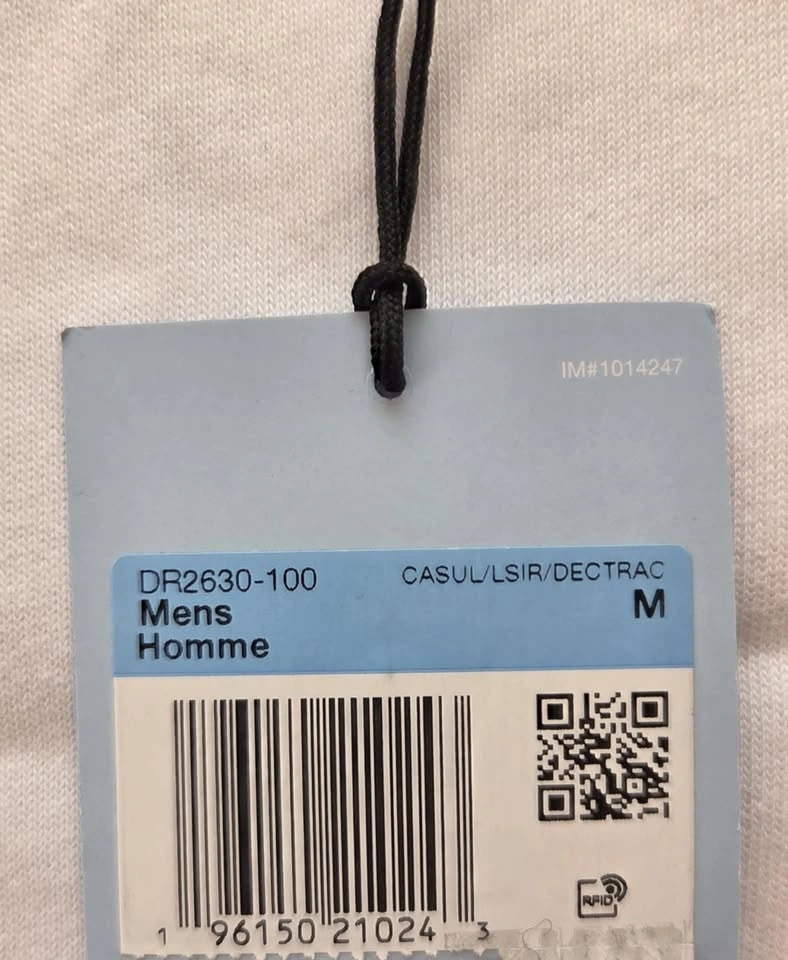 IM#1014247
DR2630-100 CASUL/LSIR/DECTRAC
Mens M
Homme
RFID
1 96150 21024 3